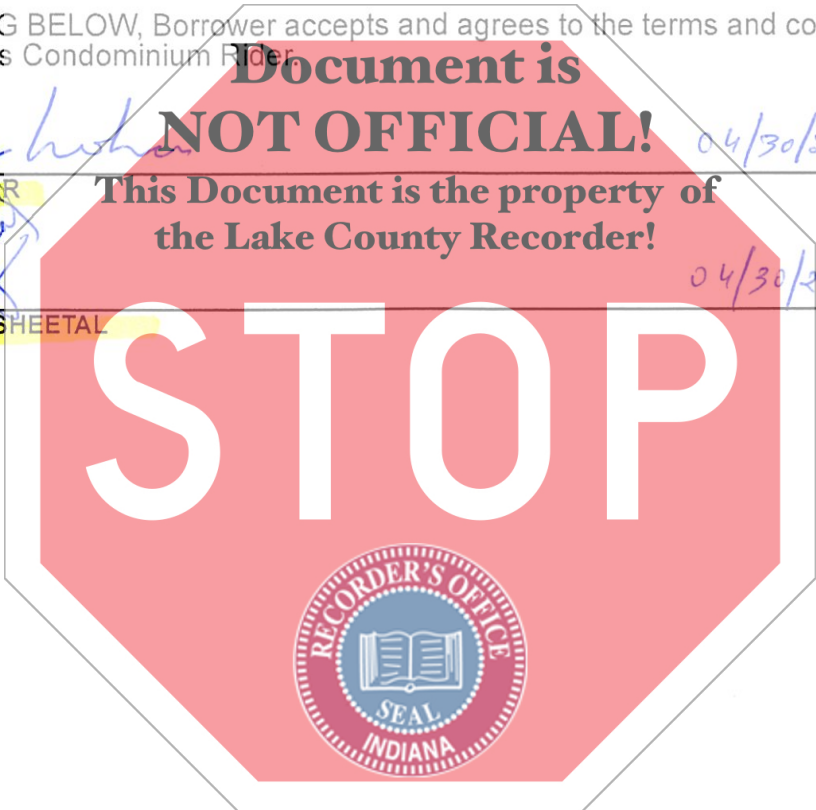 G BELOW, Borrower accepts and agrees to the terms and co
s Condominium Rider.
Document is
NOT OFFICIAL!
04/30/2
R
This Document is the property of
the Lake County Recorder!
04/30/2
SHEETAL
STOP
RECORDER'S OFFICE
SEAL
INDIANA